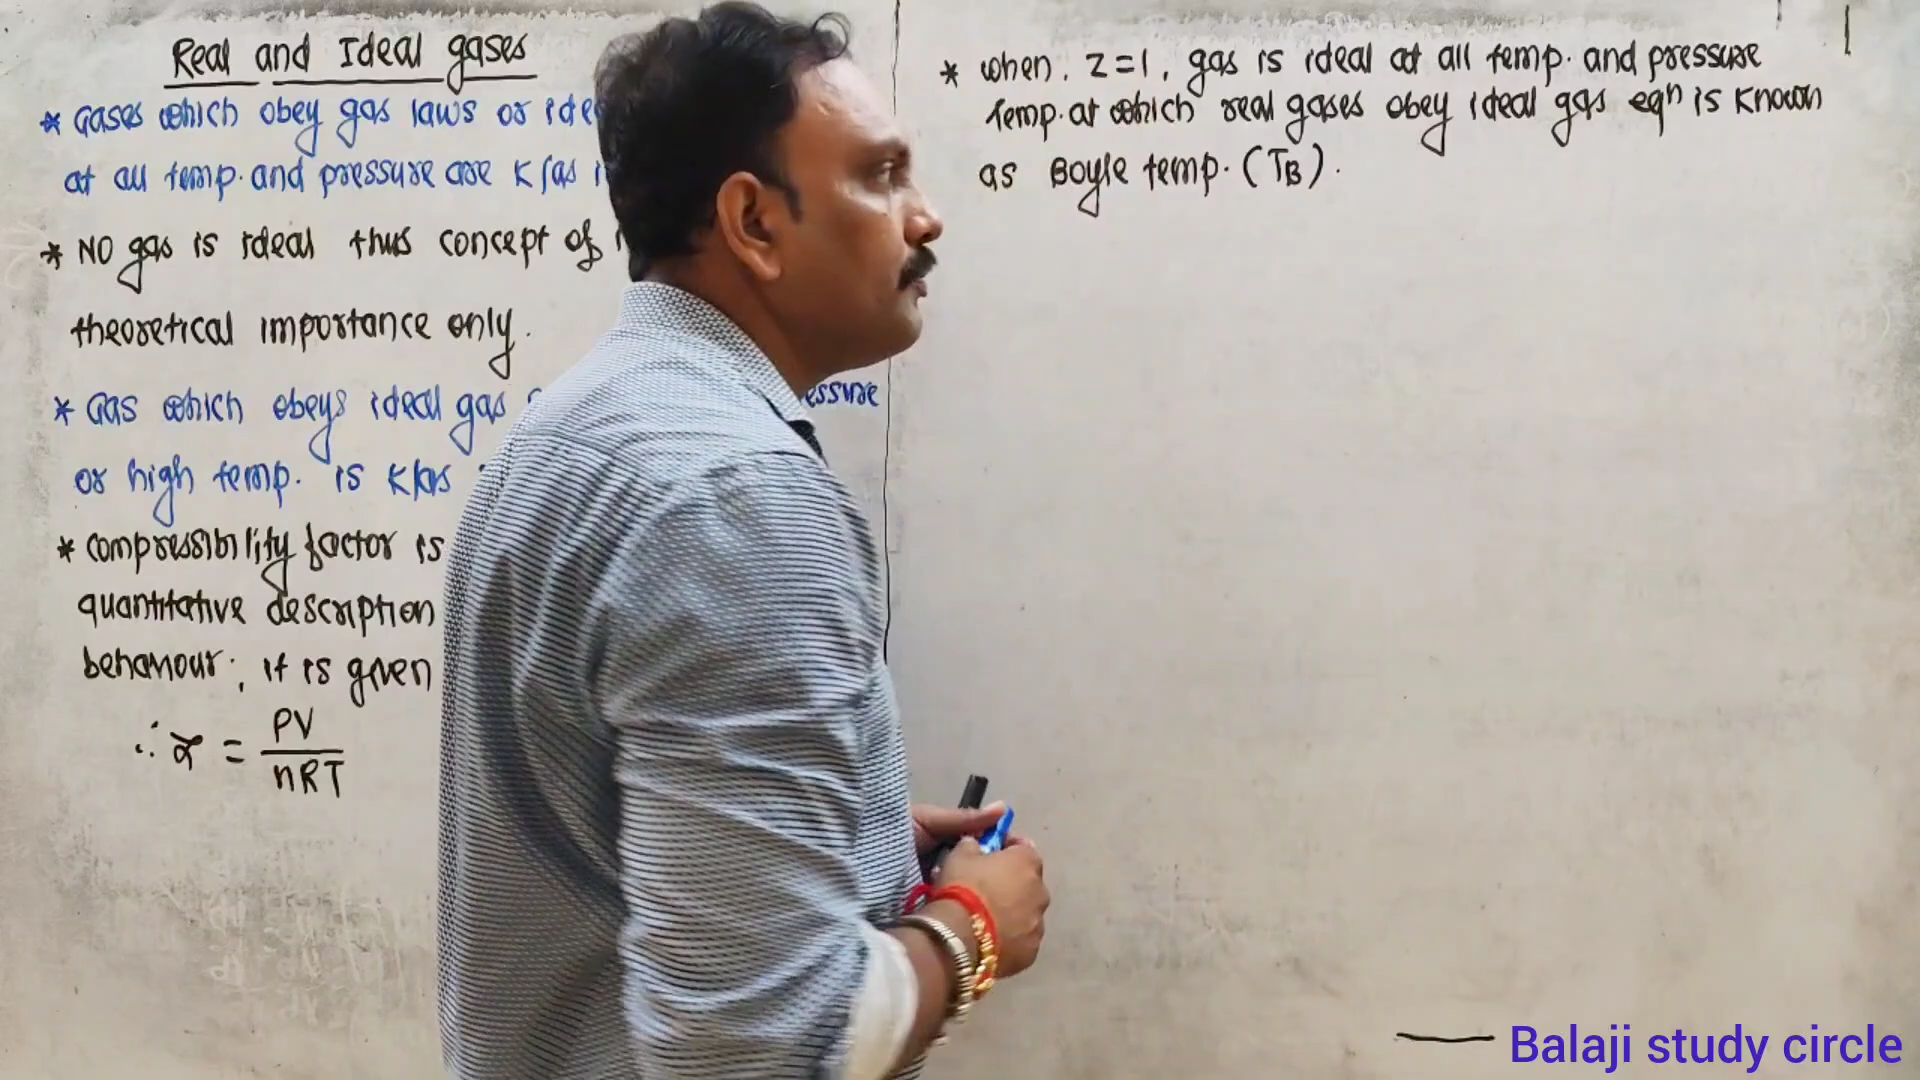 Real and Ideal gases
* Gases which obey gas laws or
at all temp. and pressure are K/as
* NO gas is ideal thus concept of
theoretical importance only.
* Gas which obeys ideal gas
or high temp. is K/as
* compressibility factor is
quantitative description
behaviour; it is given
∴ Z = PV / nRT
* when. Z=1, gas is ideal at all temp. and pressure
Temp. at which real gases obey ideal gas eqn is known
as Boyle temp. (TB).
Balaji study circle